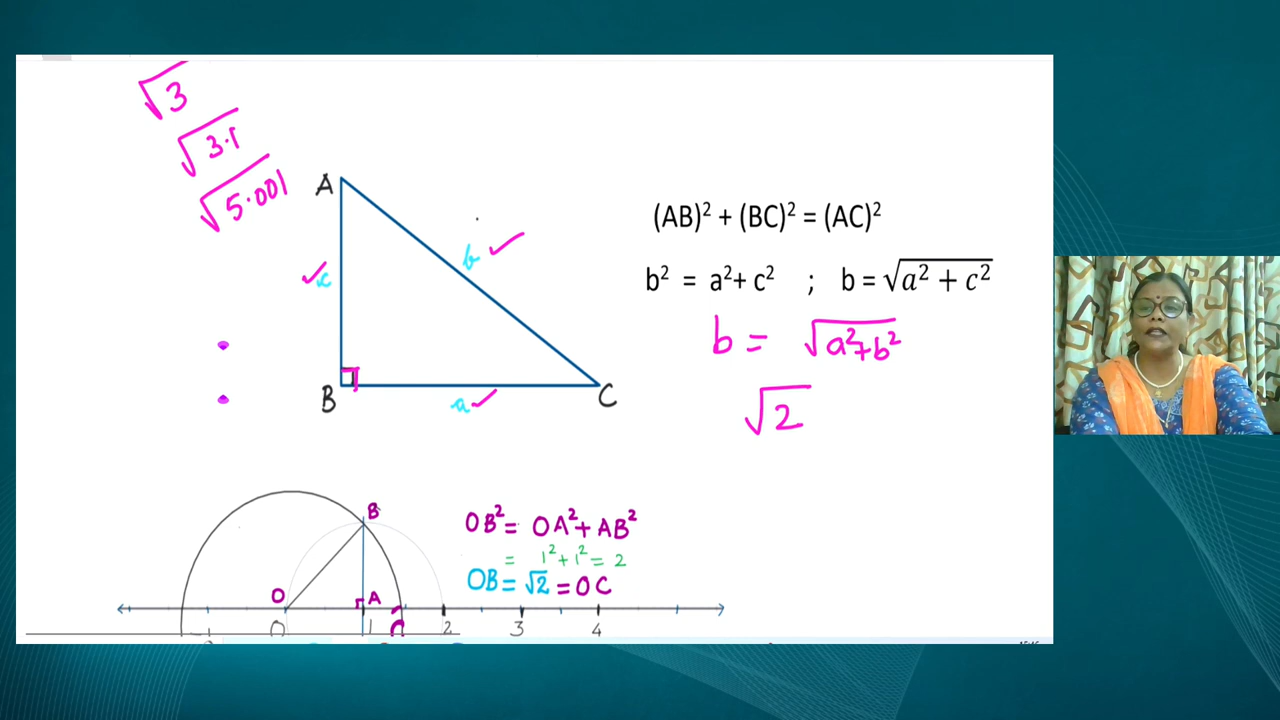 √3
√3.1
√5.001
A
c
b
B
a
C
(AB)² + (BC)² = (AC)²
b² = a²+ c² ; b = √a² + c²
b = √a²+b²
√2
B
OB² = OA² + AB²
= 1² + 1² = 2
OB = √2 = OC
O
A
-1 0 1 2 3 4